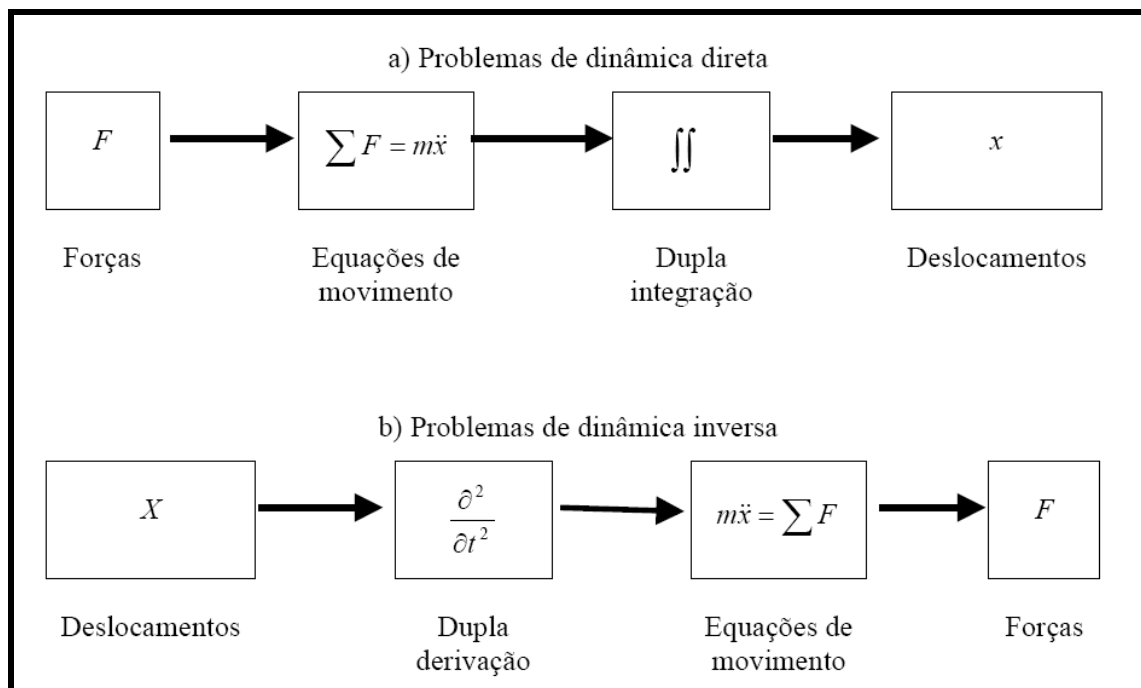 a) Problemas de dinâmica direta
F
∑ F = mẍ
∬
x
Forças
Equações de
movimento
Dupla
integração
Deslocamentos
b) Problemas de dinâmica inversa
X
∂²
∂t²
mẍ = ∑ F
F
Deslocamentos
Dupla
derivação
Equações de
movimento
Forças